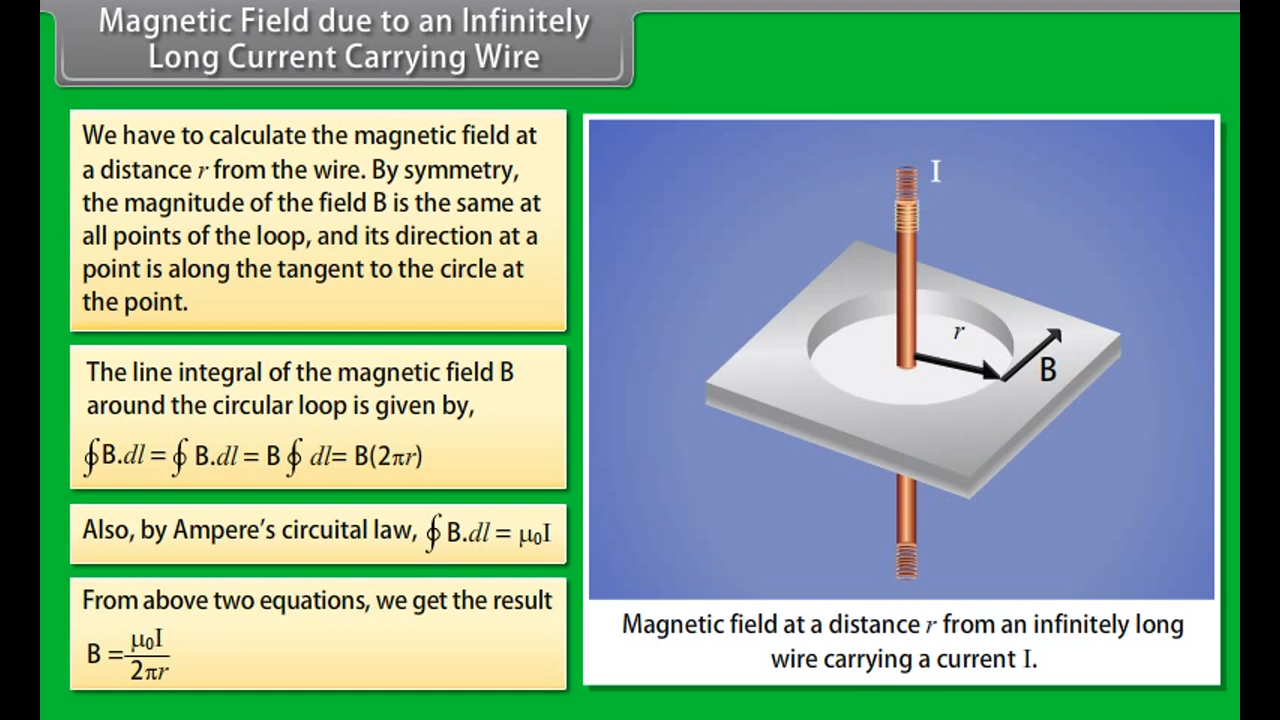 Magnetic Field due to an Infinitely
Long Current Carrying Wire
We have to calculate the magnetic field at
a distance r from the wire. By symmetry,
the magnitude of the field B is the same at
all points of the loop, and its direction at a
point is along the tangent to the circle at
the point.
The line integral of the magnetic field B
around the circular loop is given by,
∮B.dl = ∮ B.dl = B ∮ dl= B(2πr)
Also, by Ampere’s circuital law, ∮ B.dl = μ₀I
From above two equations, we get the result
B = μ₀I / 2πr
I
r
B
Magnetic field at a distance r from an infinitely long
wire carrying a current I.